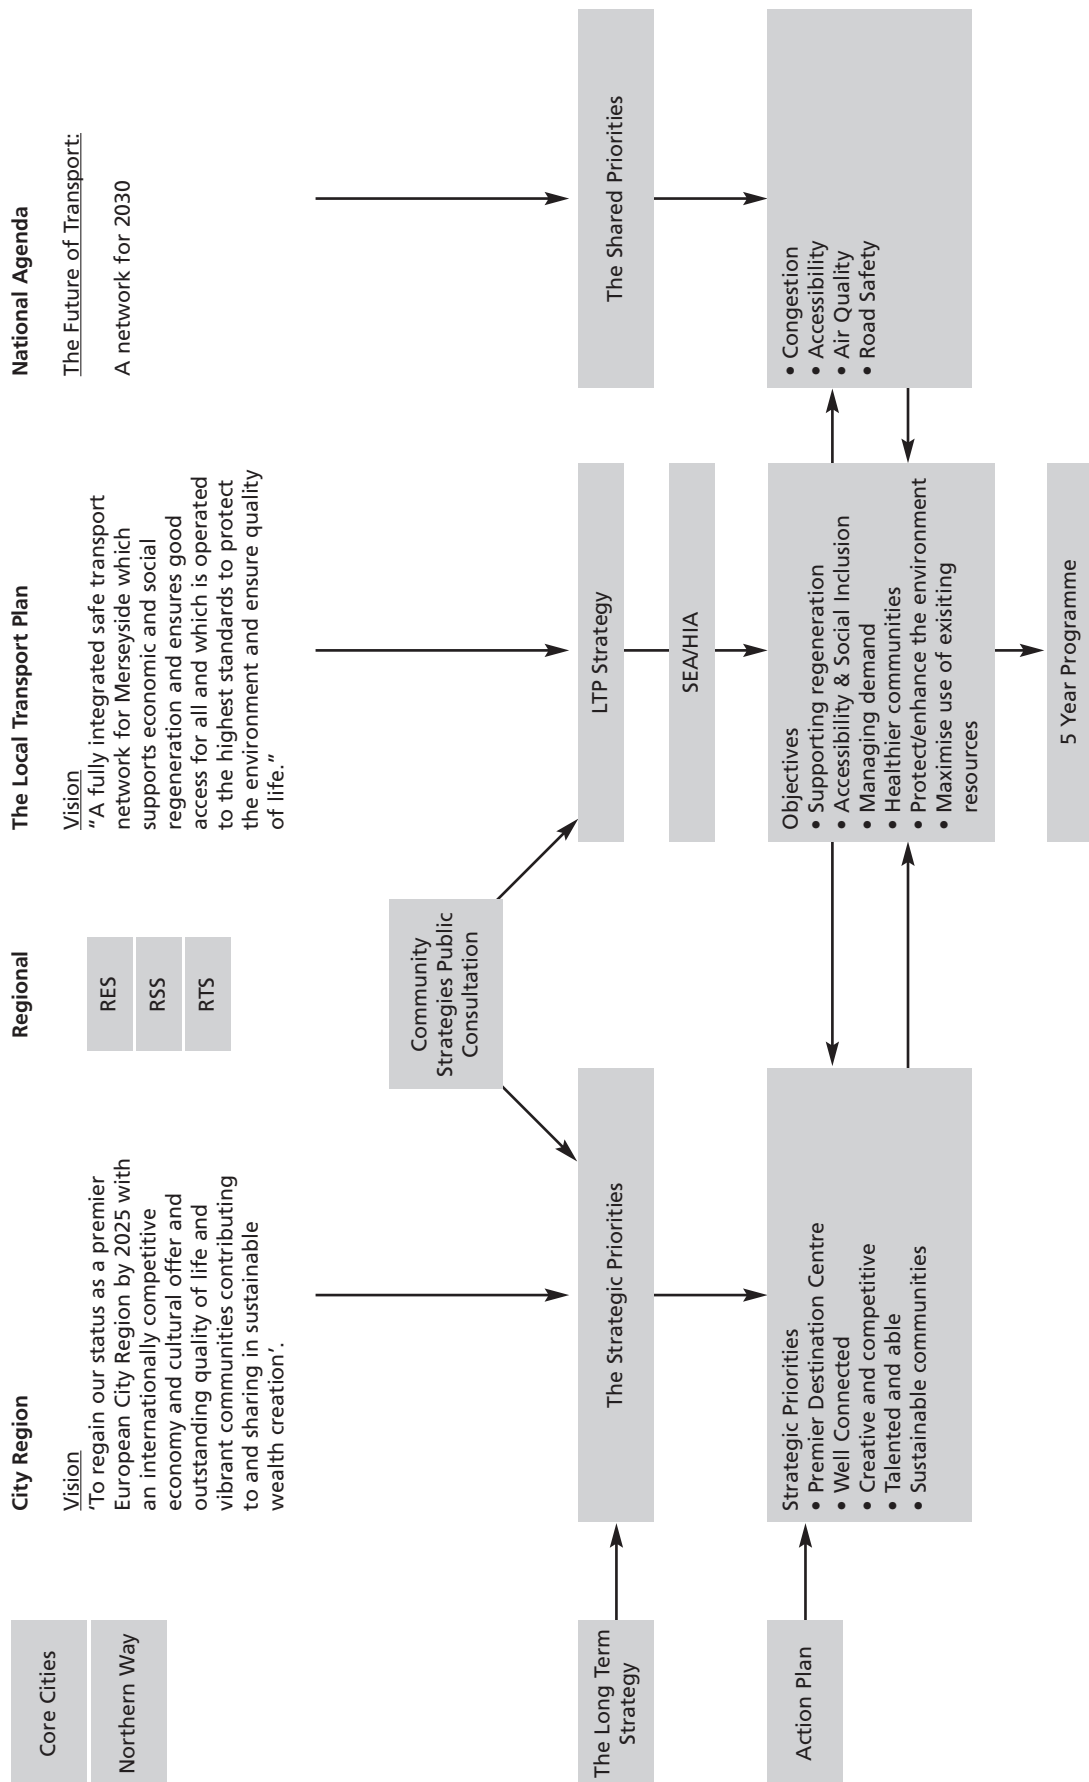 Core Cities
Northern Way
City Region
Vision
'To regain our status as a premier
European City Region by 2025 with
an internationally competitive
economy and cultural offer and
outstanding quality of life and
vibrant communities contributing
to and sharing in sustainable
wealth creation'.
Regional
RES
RSS
RTS
The Local Transport Plan
Vision
"A fully integrated safe transport
network for Merseyside which
supports economic and social
regeneration and ensures good
access for all and which is operated
to the highest standards to protect
the environment and ensure quality
of life."
National Agenda
The Future of Transport:
A network for 2030
Community
Strategies Public
Consultation
The Long Term
Strategy
The Strategic Priorities
LTP Strategy
The Shared Priorities
SEA/HIA
Action Plan
Strategic Priorities
• Premier Destination Centre
• Well Connected
• Creative and competitive
• Talented and able
• Sustainable communities
Objectives
• Supporting regeneration
• Accessibility & Social Inclusion
• Managing demand
• Healthier communities
• Protect/enhance the environment
• Maximise use of exisiting
resources
• Congestion
• Accessibility
• Air Quality
• Road Safety
5 Year Programme